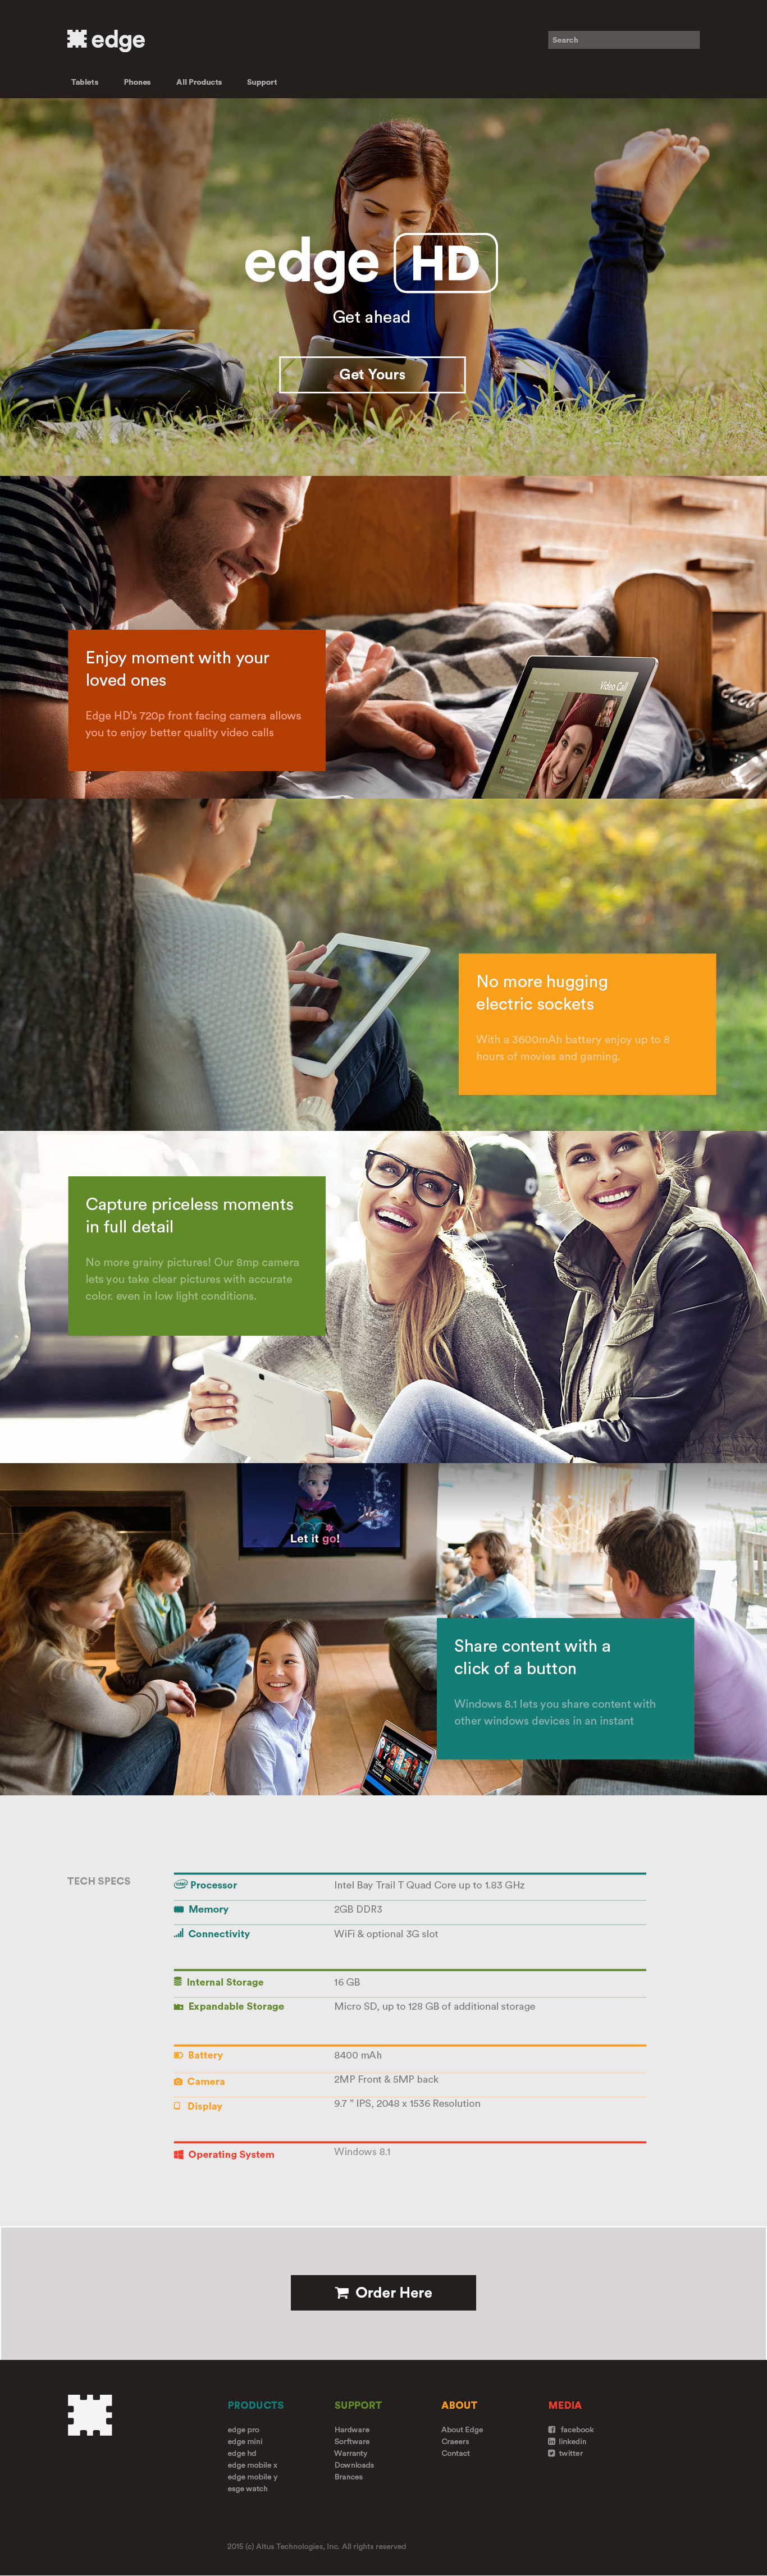 edge
Search
Tablets Phones All Products Support
edge HD
Get ahead
Get Yours
Enjoy moment with your
loved ones
Edge HD's 720p front facing camera allows
you to enjoy better quality video calls
Video Call
No more hugging
electric sockets
With a 3600mAh battery enjoy up to 8
hours of movies and gaming.
Capture priceless moments
in full detail
No more grainy pictures! Our 8mp camera
lets you take clear pictures with accurate
color. even in low light conditions.
Let it go!
Share content with a
click of a button
Windows 8.1 lets you share content with
other windows devices in an instant
TECH SPECS
Processor Intel Bay Trail T Quad Core up to 1.83 GHz
Memory 2GB DDR3
Connectivity WiFi & optional 3G slot
Internal Storage 16 GB
Expandable Storage Micro SD, up to 128 GB of additional storage
Battery 8400 mAh
Camera 2MP Front & 5MP back
Display 9.7 " IPS, 2048 x 1536 Resolution
Operating System Windows 8.1
Order Here
PRODUCTS
edge pro
edge mini
edge hd
edge mobile x
edge mobile y
esge watch
SUPPORT
Hardware
Sorftware
Warranty
Downloads
Brances
ABOUT
About Edge
Craeers
Contact
MEDIA
facebook
linkedin
twitter
2015 (c) Altus Technologies, Inc. All rights reserved